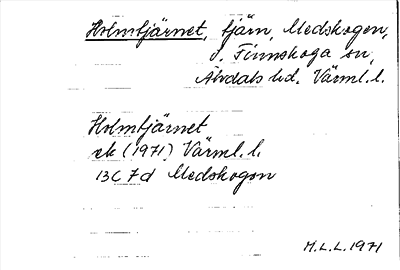 Holmtjärnet, tjärn, Medskogen,
S. Finnskoga sn,
Älvdals hd. Värml. l.
Holmtjärnet
ek (1971) Värml. l.
13C 7d Medskogen
M.L.L. 1971